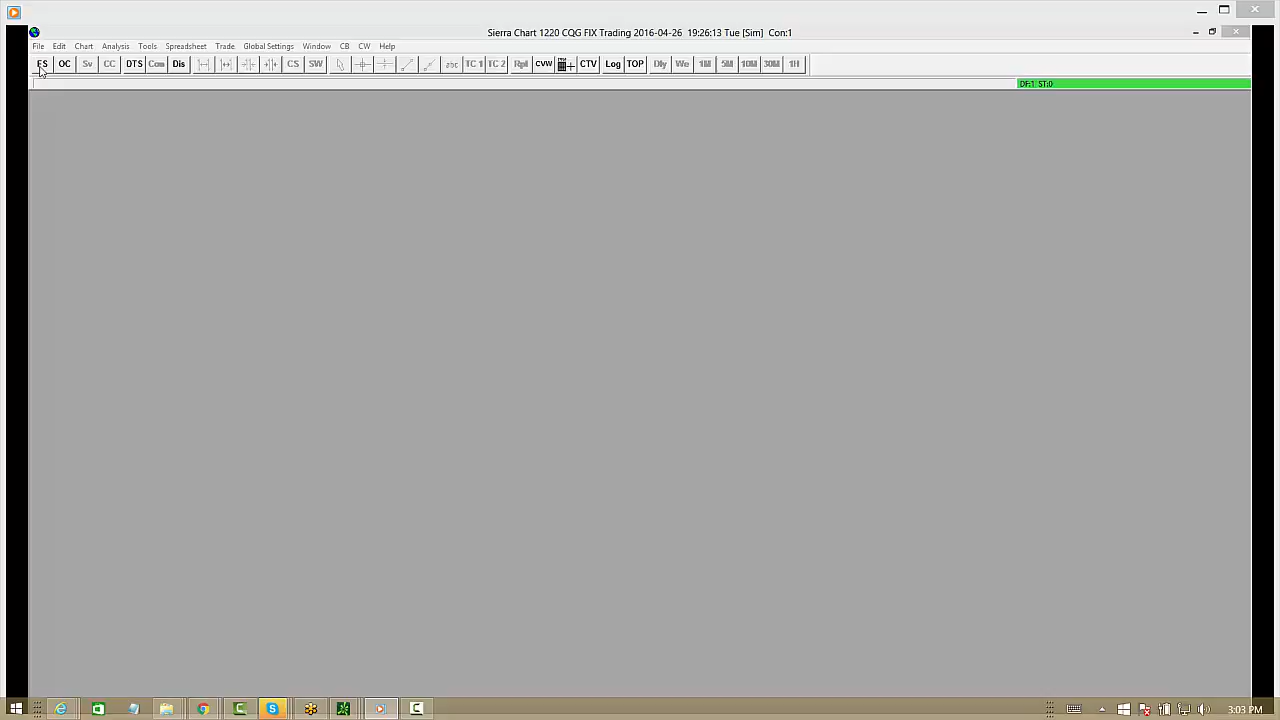 Sierra Chart 1231 CQG FIX Trading 2016-04-26 19:26:13 Tue [Sim] Con:1
File Edit Chart Analysis Tools Spreadsheet Trade Global Settings Window CB CW Help
FS OC Sv CC DTS Con Dis CS SW abc TC 1 TC 2 Rpl CVW CTV Log TOP Dly We 1M 5M 10M 30M 1H
DF:1 ST:0
3:03 PM